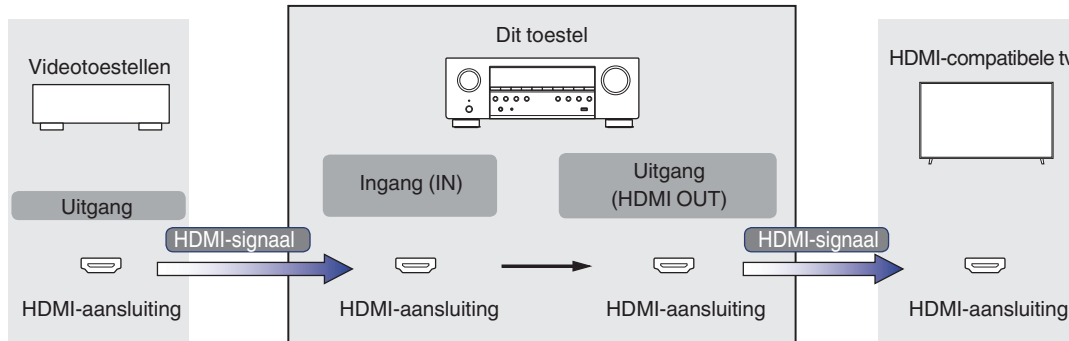 Dit toestel
Videotoestellen
HDMI-compatibele tv
Ingang (IN)
Uitgang
(HDMI OUT)
Uitgang
HDMI-signaal
HDMI-signaal
HDMI-aansluiting
HDMI-aansluiting
HDMI-aansluiting
HDMI-aansluiting